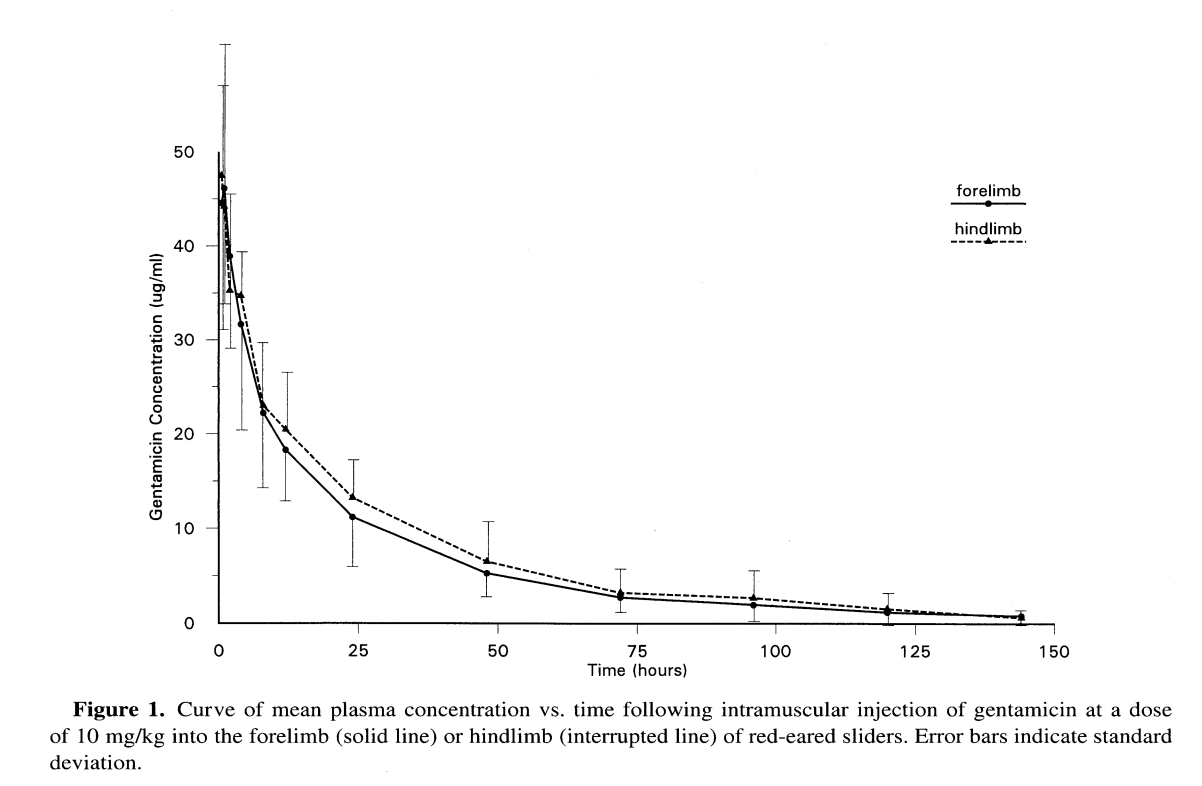 50
40
30
20
10
0
Gentamicin Concentration (ug/ml)
forelimb
hindlimb
0 25 50 75 100 125 150
Time (hours)
Figure 1. Curve of mean plasma concentration vs. time following intramuscular injection of gentamicin at a dose
of 10 mg/kg into the forelimb (solid line) or hindlimb (interrupted line) of red-eared sliders. Error bars indicate standard
deviation.